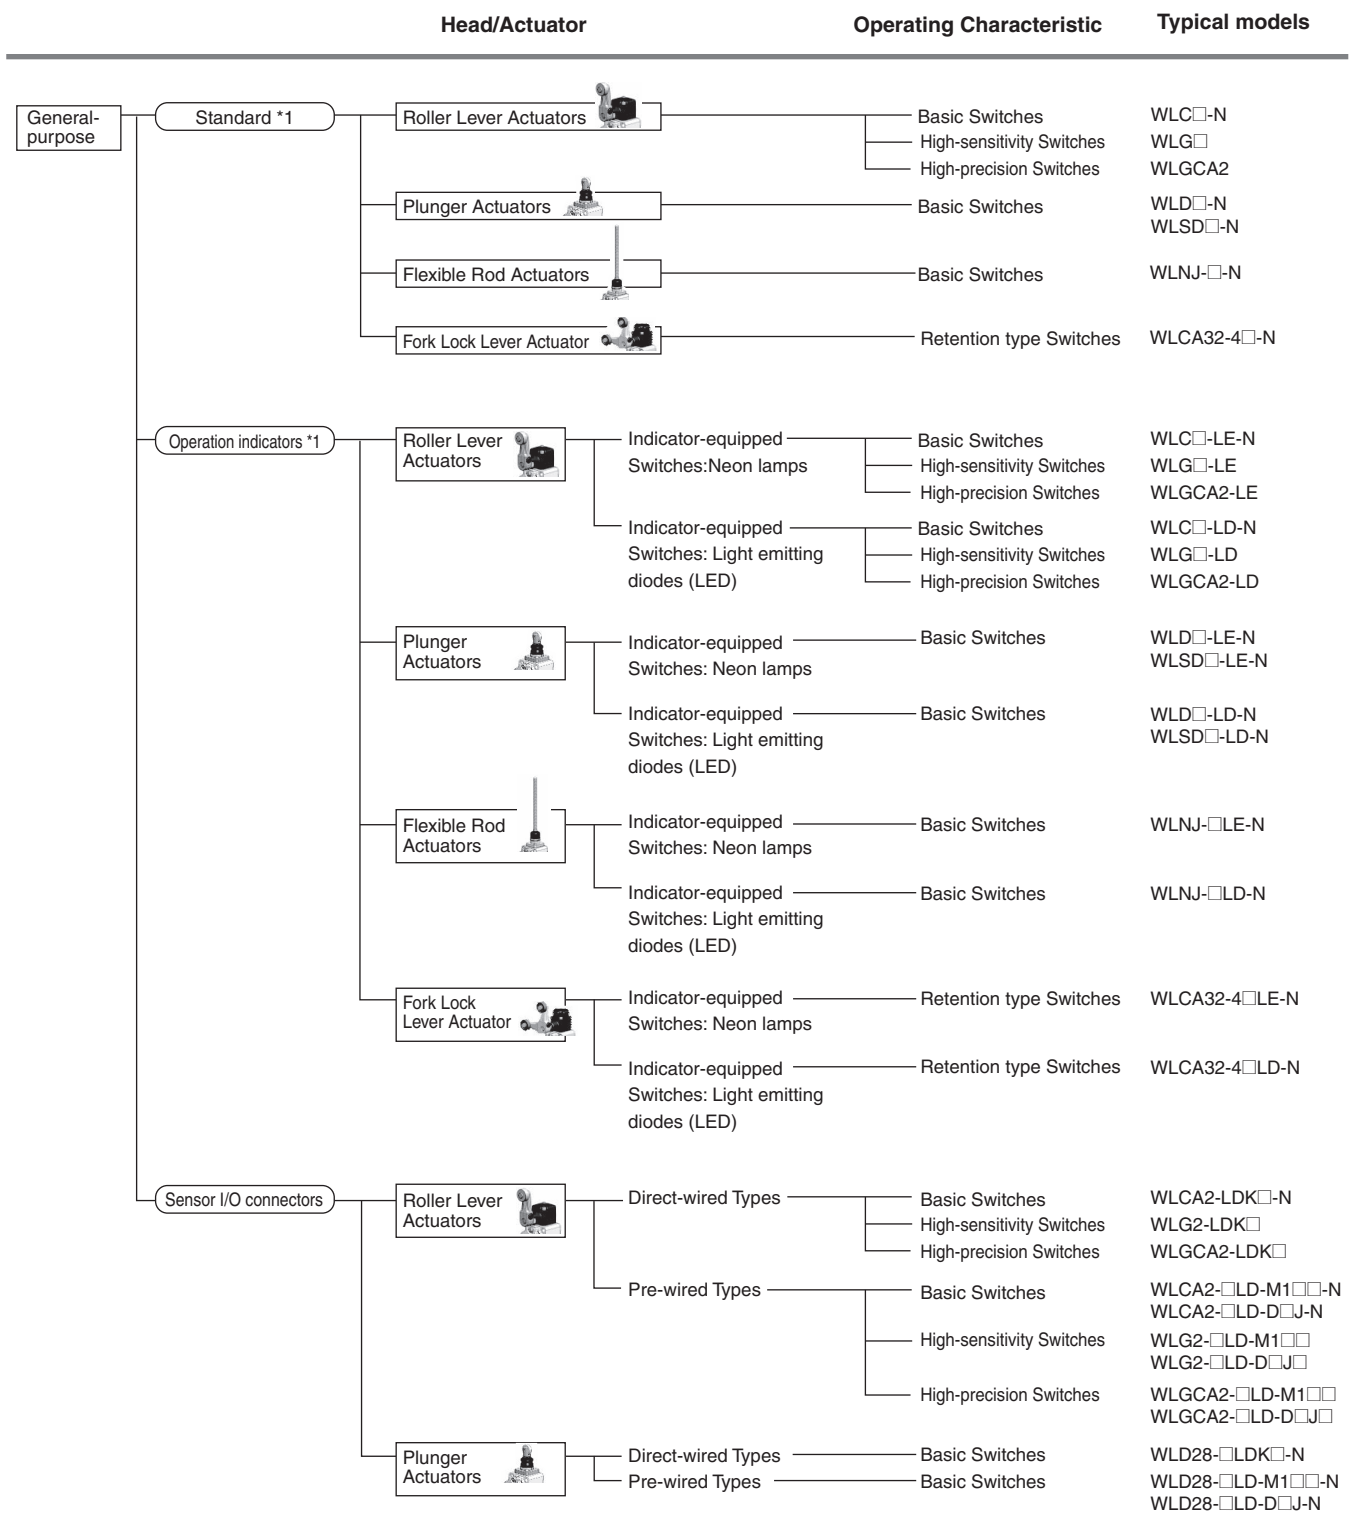 Head/Actuator Operating Characteristic Typical models
General-
purpose
Standard *1
Roller Lever Actuators
Basic Switches WLC□-N
High-sensitivity Switches WLG□
High-precision Switches WLGCA2
Plunger Actuators
Basic Switches WLD□-N
WLSD□-N
Flexible Rod Actuators
Basic Switches WLNJ-□-N
Fork Lock Lever Actuator
Retention type Switches WLCA32-4□-N
Operation indicators *1
Roller Lever
Actuators
Indicator-equipped
Switches:Neon lamps
Basic Switches WLC□-LE-N
High-sensitivity Switches WLG□-LE
High-precision Switches WLGCA2-LE
Indicator-equipped
Switches: Light emitting
diodes (LED)
Basic Switches WLC□-LD-N
High-sensitivity Switches WLG□-LD
High-precision Switches WLGCA2-LD
Plunger
Actuators
Indicator-equipped
Switches: Neon lamps
Basic Switches WLD□-LE-N
WLSD□-LE-N
Indicator-equipped
Switches: Light emitting
diodes (LED)
Basic Switches WLD□-LD-N
WLSD□-LD-N
Flexible Rod
Actuators
Indicator-equipped
Switches: Neon lamps
Basic Switches WLNJ-□LE-N
Indicator-equipped
Switches: Light emitting
diodes (LED)
Basic Switches WLNJ-□LD-N
Fork Lock
Lever Actuator
Indicator-equipped
Switches: Neon lamps
Retention type Switches WLCA32-4□LE-N
Indicator-equipped
Switches: Light emitting
diodes (LED)
Retention type Switches WLCA32-4□LD-N
Sensor I/O connectors
Roller Lever
Actuators
Direct-wired Types
Basic Switches WLCA2-LDK□-N
High-sensitivity Switches WLG2-LDK□
High-precision Switches WLGCA2-LDK□
Pre-wired Types
Basic Switches WLCA2-□LD-M1□□-N
WLCA2-□LD-D□J-N
High-sensitivity Switches WLG2-□LD-M1□□
WLG2-□LD-D□J□
High-precision Switches WLGCA2-□LD-M1□□
WLGCA2-□LD-D□J□
Plunger
Actuators
Direct-wired Types
Basic Switches WLD28-□LDK□-N
Pre-wired Types
Basic Switches WLD28-□LD-M1□□-N
WLD28-□LD-D□J-N